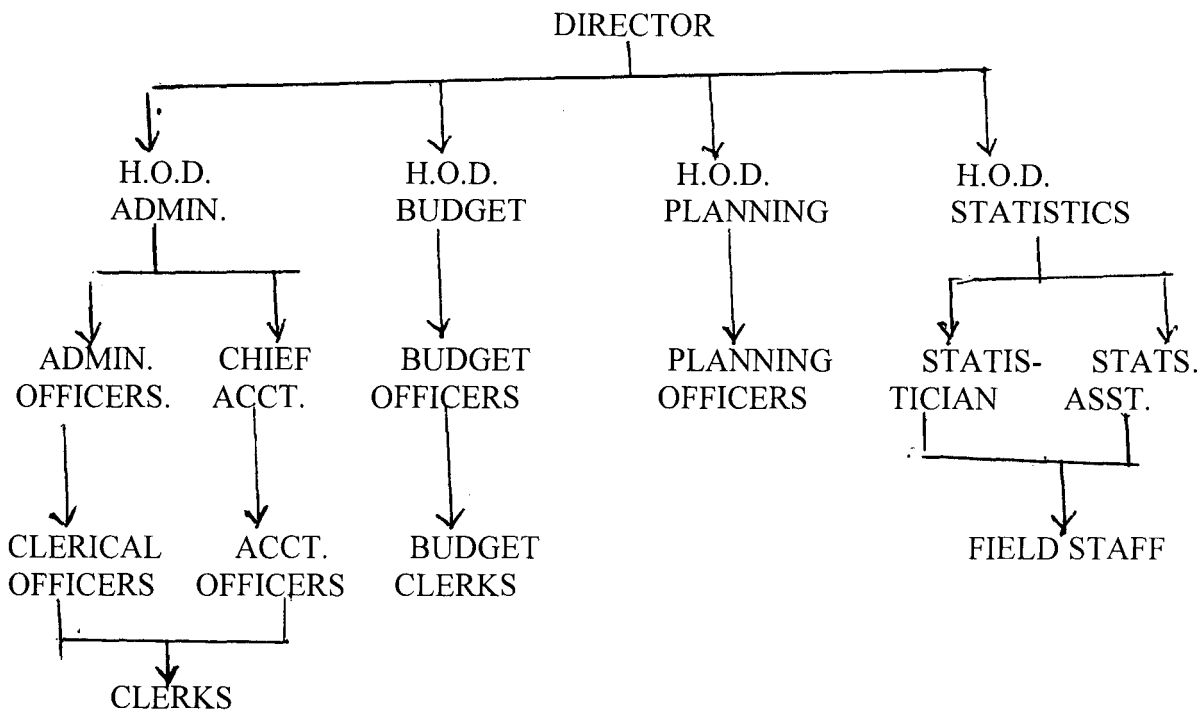 DIRECTOR
H.O.D.
ADMIN.
H.O.D.
BUDGET
H.O.D.
PLANNING
H.O.D.
STATISTICS
ADMIN.
OFFICERS.
CHIEF
ACCT.
BUDGET
OFFICERS
PLANNING
OFFICERS
STATIS-
TICIAN
STATS.
ASST.
CLERICAL
OFFICERS
ACCT.
OFFICERS
BUDGET
CLERKS
FIELD STAFF
CLERKS